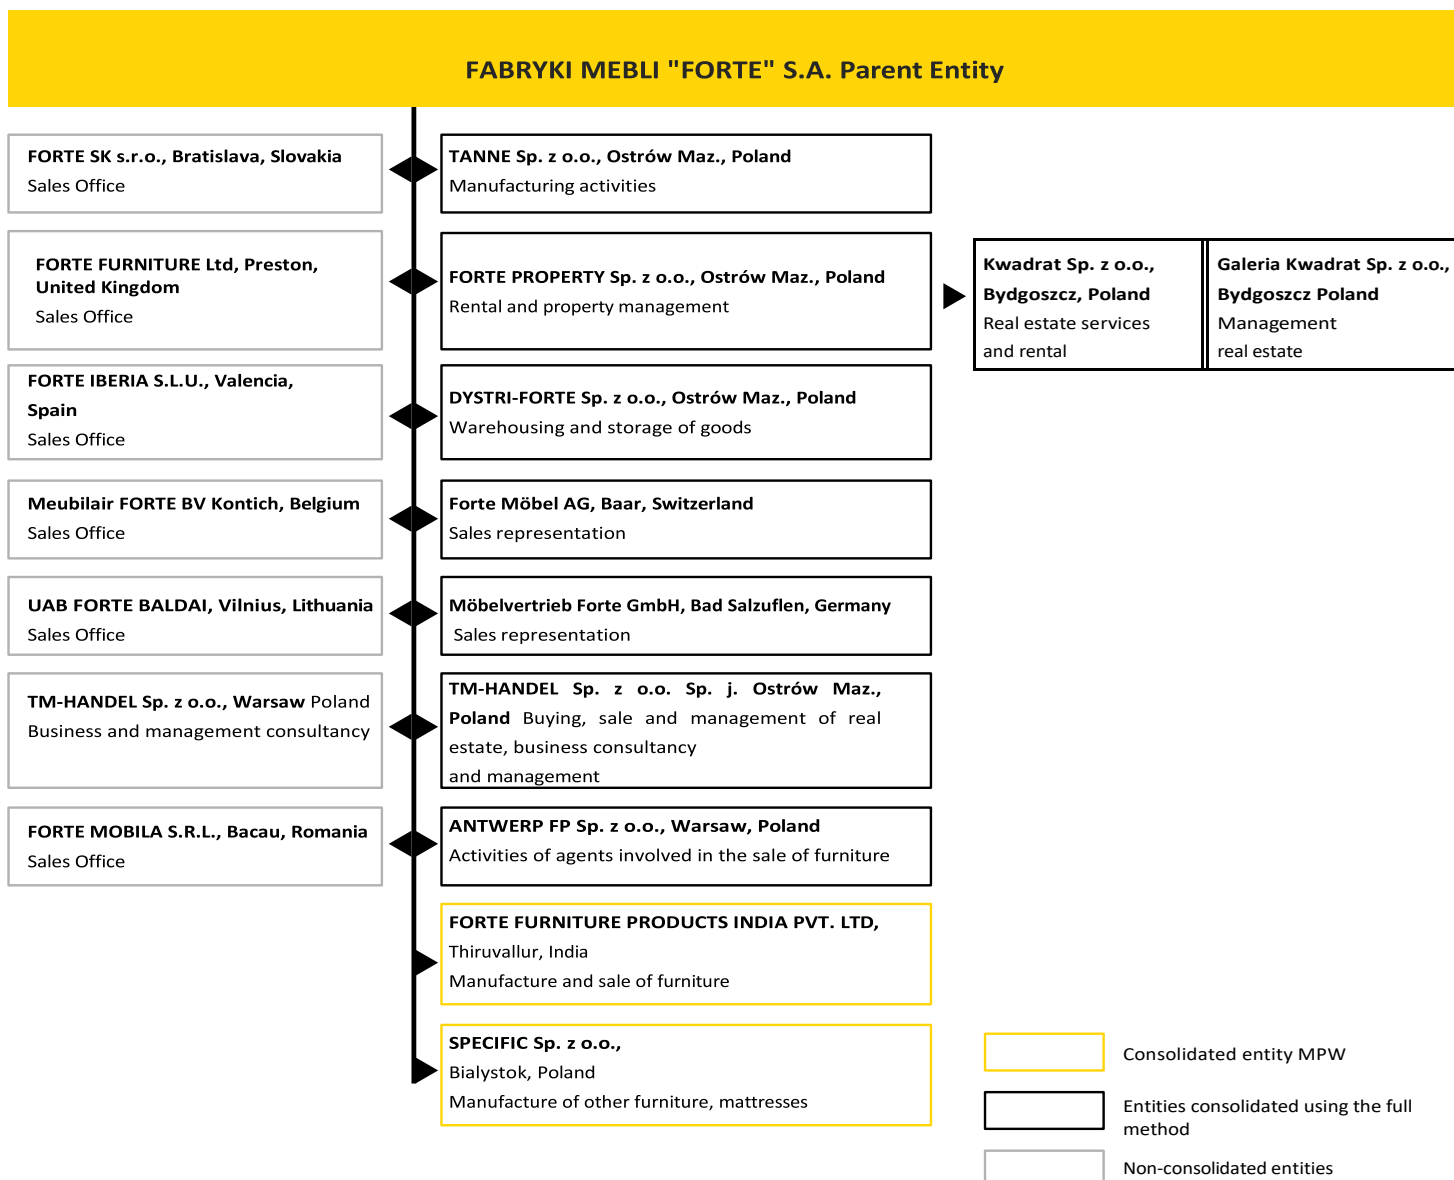 FABRYKI MEBLI "FORTE" S.A. Parent Entity
FORTE SK s.r.o., Bratislava, Slovakia
Sales Office
TANNE Sp. z o.o., Ostrów Maz., Poland
Manufacturing activities
FORTE FURNITURE Ltd, Preston,
United Kingdom
Sales Office
FORTE PROPERTY Sp. z o.o., Ostrów Maz., Poland
Rental and property management
Kwadrat Sp. z o.o.,
Bydgoszcz, Poland
Real estate services
and rental
Galeria Kwadrat Sp. z o.o.,
Bydgoszcz Poland
Management
real estate
FORTE IBERIA S.L.U., Valencia,
Spain
Sales Office
DYSTRI-FORTE Sp. z o.o., Ostrów Maz., Poland
Warehousing and storage of goods
Meubilair FORTE BV Kontich, Belgium
Sales Office
Forte Möbel AG, Baar, Switzerland
Sales representation
UAB FORTE BALDAI, Vilnius, Lithuania
Sales Office
Möbelvertrieb Forte GmbH, Bad Salzuflen, Germany
Sales representation
TM-HANDEL Sp. z o.o., Warsaw Poland
Business and management consultancy
TM-HANDEL Sp. z o.o. Sp. j. Ostrów Maz.,
Poland Buying, sale and management of real
estate, business consultancy
and management
FORTE MOBILA S.R.L., Bacau, Romania
Sales Office
ANTWERP FP Sp. z o.o., Warsaw, Poland
Activities of agents involved in the sale of furniture
FORTE FURNITURE PRODUCTS INDIA PVT. LTD,
Thiruvallur, India
Manufacture and sale of furniture
SPECIFIC Sp. z o.o.,
Bialystok, Poland
Manufacture of other furniture, mattresses
Consolidated entity MPW
Entities consolidated using the full
method
Non-consolidated entities